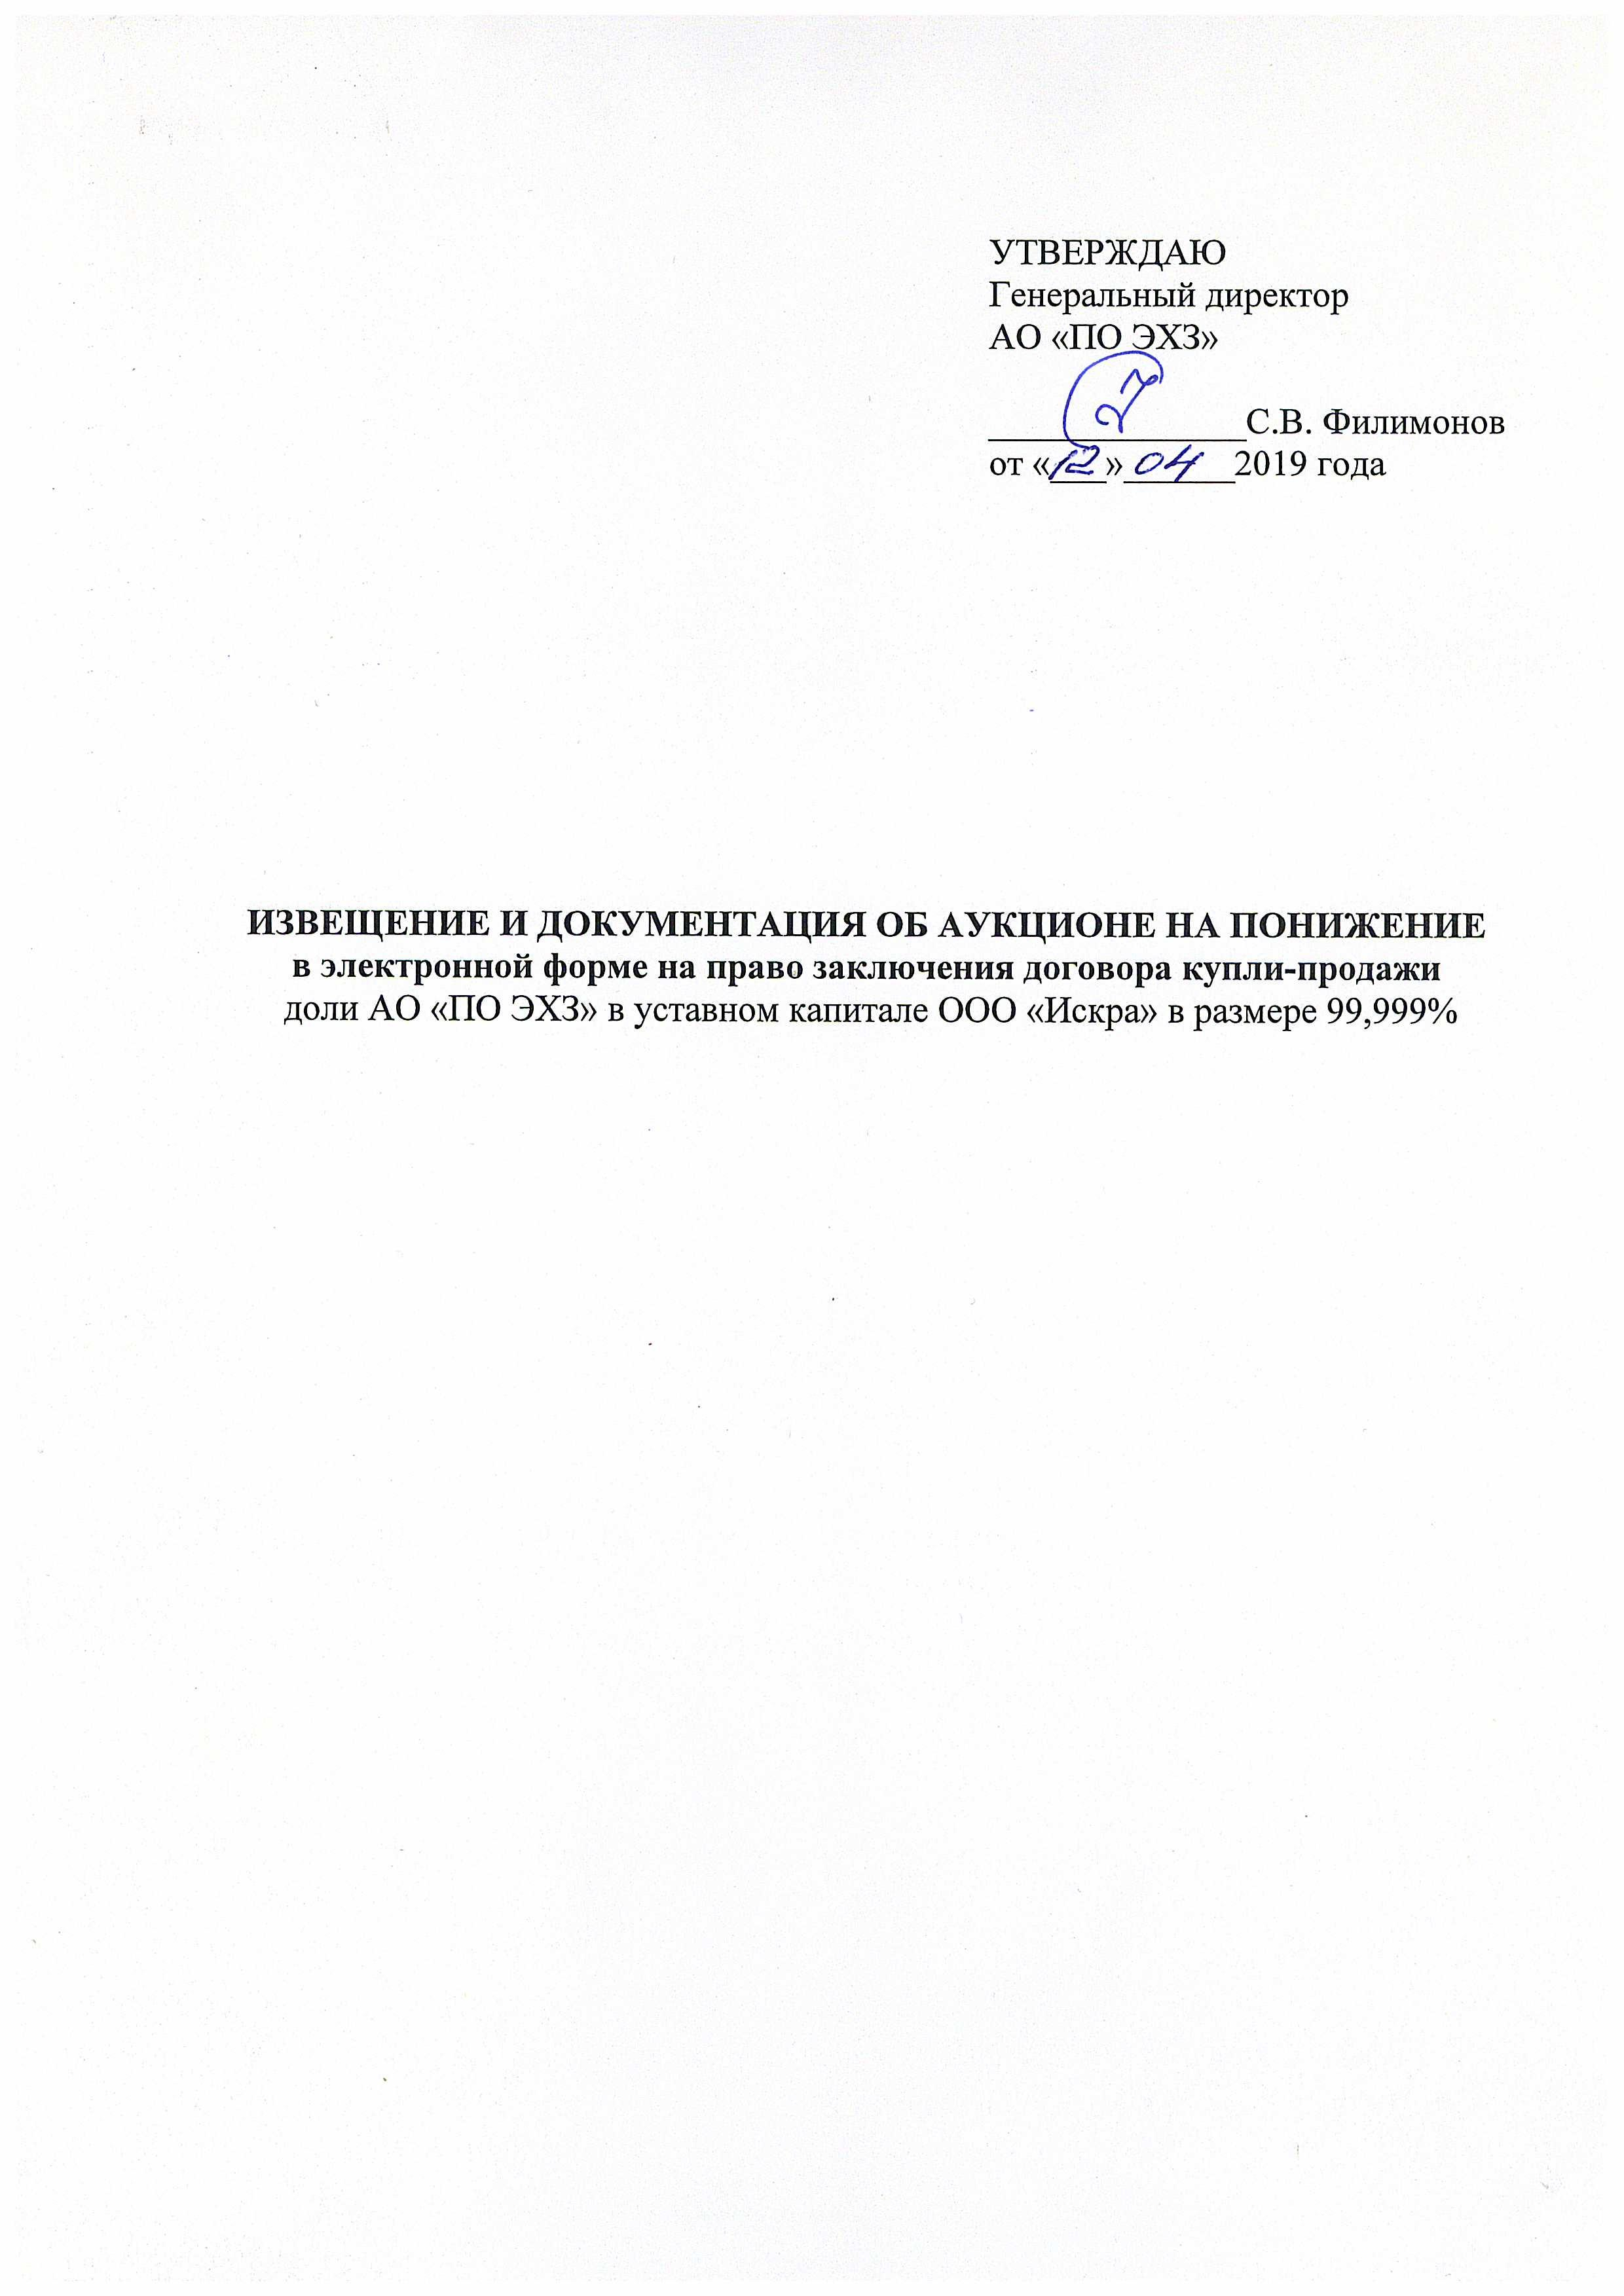 УТВЕРЖДАЮ
Генеральный директор
АО «ПО ЭХЗ»
С.В. Филимонов
от «12» 04 2019 года
ИЗВЕЩЕНИЕ И ДОКУМЕНТАЦИЯ ОБ АУКЦИОНЕ НА ПОНИЖЕНИЕ
в электронной форме на право заключения договора купли-продажи
доли АО «ПО ЭХЗ» в уставном капитале ООО «Искра» в размере 99,999%